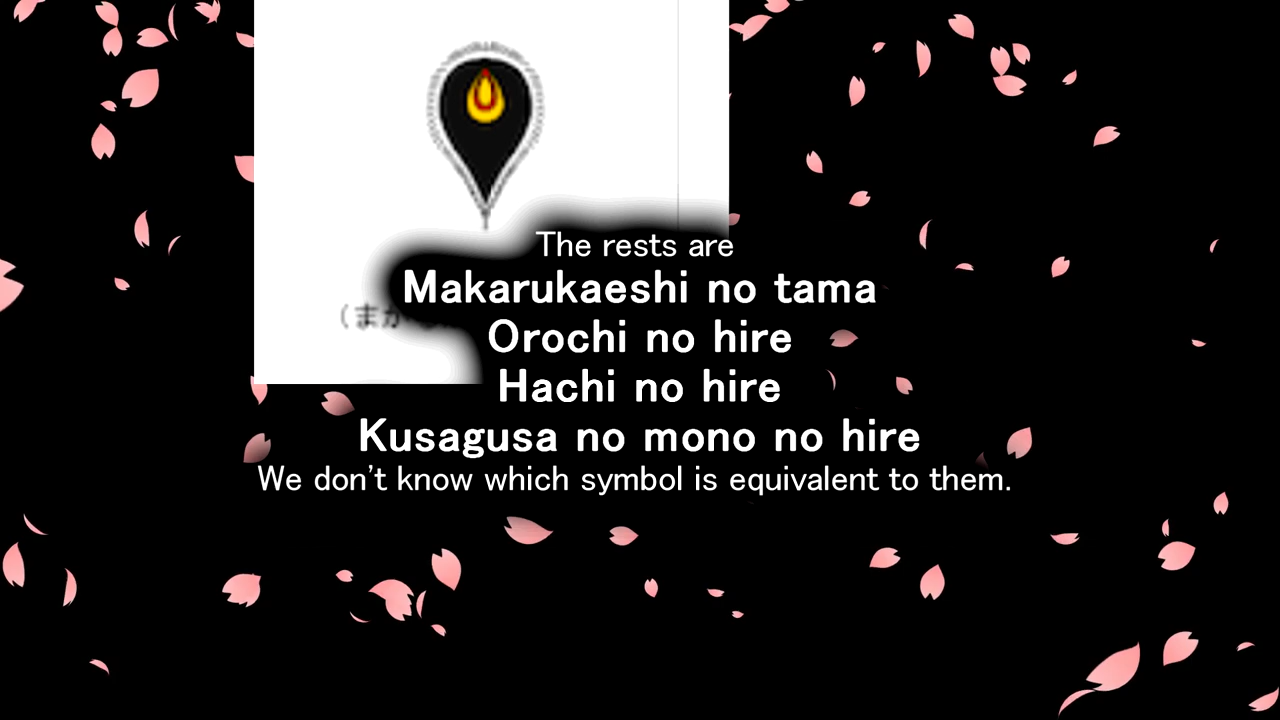 The rests are
Makarukaeshi no tama
Orochi no hire
Hachi no hire
Kusagusa no mono no hire
We don't know which symbol is equivalent to them.
（まか